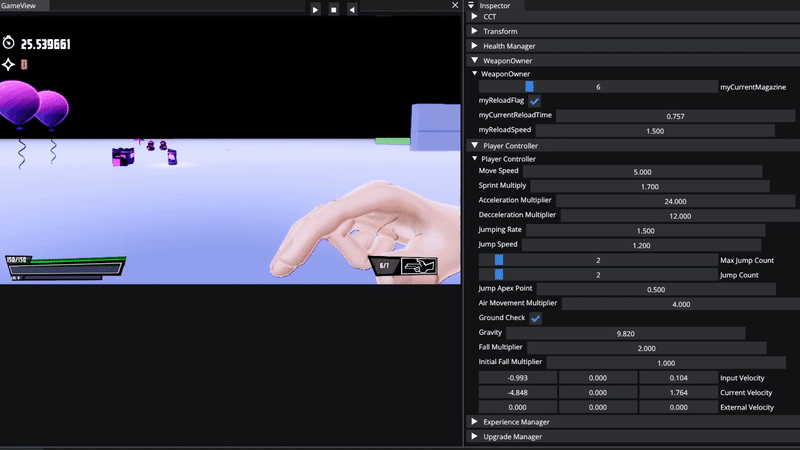 GameView
25.539661
0
150/150
6/7
Inspector
CCT
Transform
Health Manager
WeaponOwner
WeaponOwner
6 myCurrentMagazine
myReloadFlag
myCurrentReloadTime 0.757
myReloadSpeed 1.500
Player Controller
Player Controller
Move Speed 5.000
Sprint Multiply 1.700
Acceleration Multiplier 24.000
Decceleration Multiplier 12.000
Jumping Rate 1.500
Jump Speed 1.200
2 Max Jump Count
2 Jump Count
Jump Apex Point 0.500
Air Movement Multiplier 4.000
Ground Check
Gravity 9.820
Fall Multiplier 2.000
Initial Fall Multiplier 1.000
-0.993 0.000 0.104 Input Velocity
-4.848 0.000 1.764 Current Velocity
0.000 0.000 0.000 External Velocity
Experience Manager
Upgrade Manager